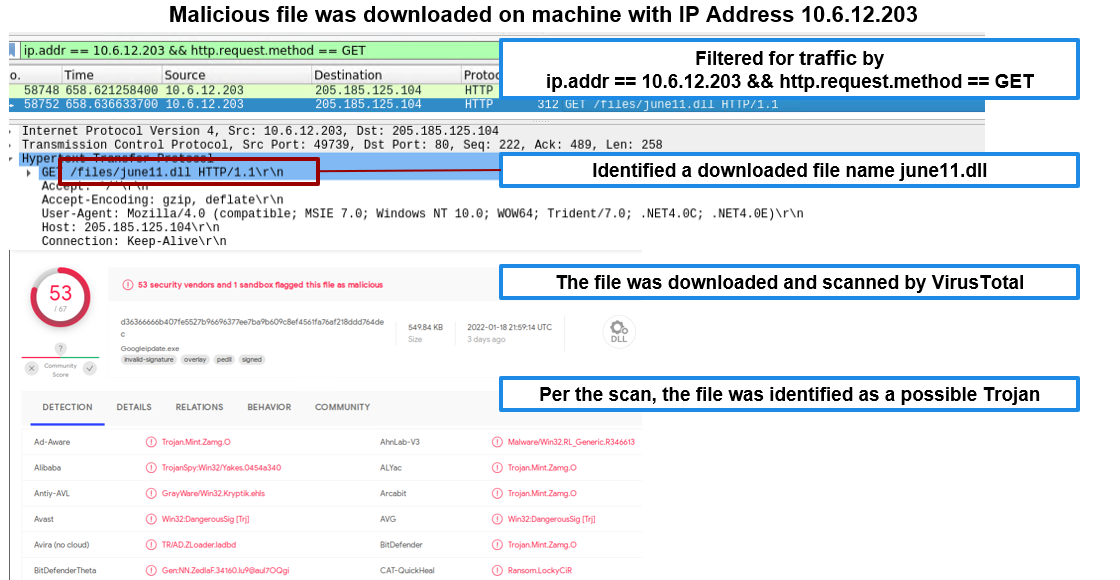 Malicious file was downloaded on machine with IP Address 10.6.12.203
ip.addr == 10.6.12.203 && http.request.method == GET
Filtered for traffic by
ip.addr == 10.6.12.203 && http.request.method == GET
o. Time Source Destination Protoc
58748 658.621258400 10.6.12.203 205.185.125.104 HTTP
58752 658.636633700 10.6.12.203 205.185.125.104 HTTP 312 GET /files/june11.dll HTTP/1.1
Internet Protocol Version 4, Src: 10.6.12.203, Dst: 205.185.125.104
Transmission Control Protocol, Src Port: 49739, Dst Port: 80, Seq: 222, Ack: 489, Len: 258
Hypertext Transfer Protocol
GET /files/june11.dll HTTP/1.1\r\n
Identified a downloaded file name june11.dll
Accept: */*\r\n
Accept-Encoding: gzip, deflate\r\n
User-Agent: Mozilla/4.0 (compatible; MSIE 7.0; Windows NT 10.0; WOW64; Trident/7.0; .NET4.0C; .NET4.0E)\r\n
Host: 205.185.125.104\r\n
Connection: Keep-Alive\r\n
53
/ 67
?
Community
Score
53 security vendors and 1 sandbox flagged this file as malicious
The file was downloaded and scanned by VirusTotal
d36366666b407fe5527b96696377ee7ba9b609c8ef4561fa76af218ddd764de
c
Googleipdate.exe
invalid-signature overlay pedll signed
549.84 KB
Size
2022-01-18 21:59:14 UTC
3 days ago
DLL
Per the scan, the file was identified as a possible Trojan
DETECTION DETAILS RELATIONS BEHAVIOR COMMUNITY
Ad-Aware Trojan.Mint.Zamg.O AhnLab-V3 Malware/Win32.RL_Generic.R346613
Alibaba TrojanSpy:Win32/Yakes.0454a340 ALYac Trojan.Mint.Zamg.O
Antiy-AVL GrayWare/Win32.Kryptik.ehls Arcabit Trojan.Mint.Zamg.O
Avast Win32:DangerousSig [Trj] AVG Win32:DangerousSig [Trj]
Avira (no cloud) TR/AD.ZLoader.ladbd BitDefender Trojan.Mint.Zamg.O
BitDefenderTheta Gen:NN.ZedlaF.34160.lu9@aul7OQgi CAT-QuickHeal Ransom.LockyCiR